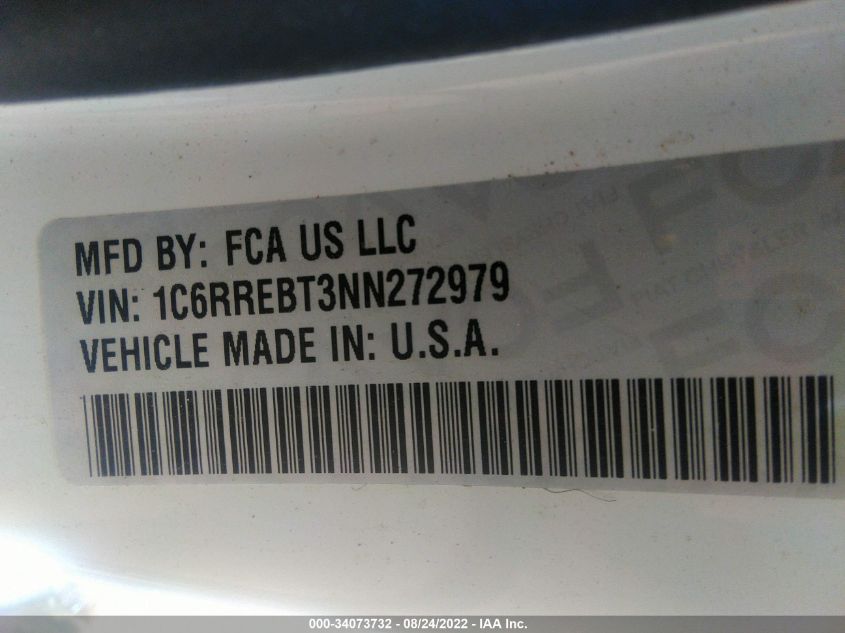 MFD BY: FCA US LLC
VIN: 1C6RREBT3NN272979
VEHICLE MADE IN: U.S.A.
000-34073732 - 08/24/2022 - IAA Inc.